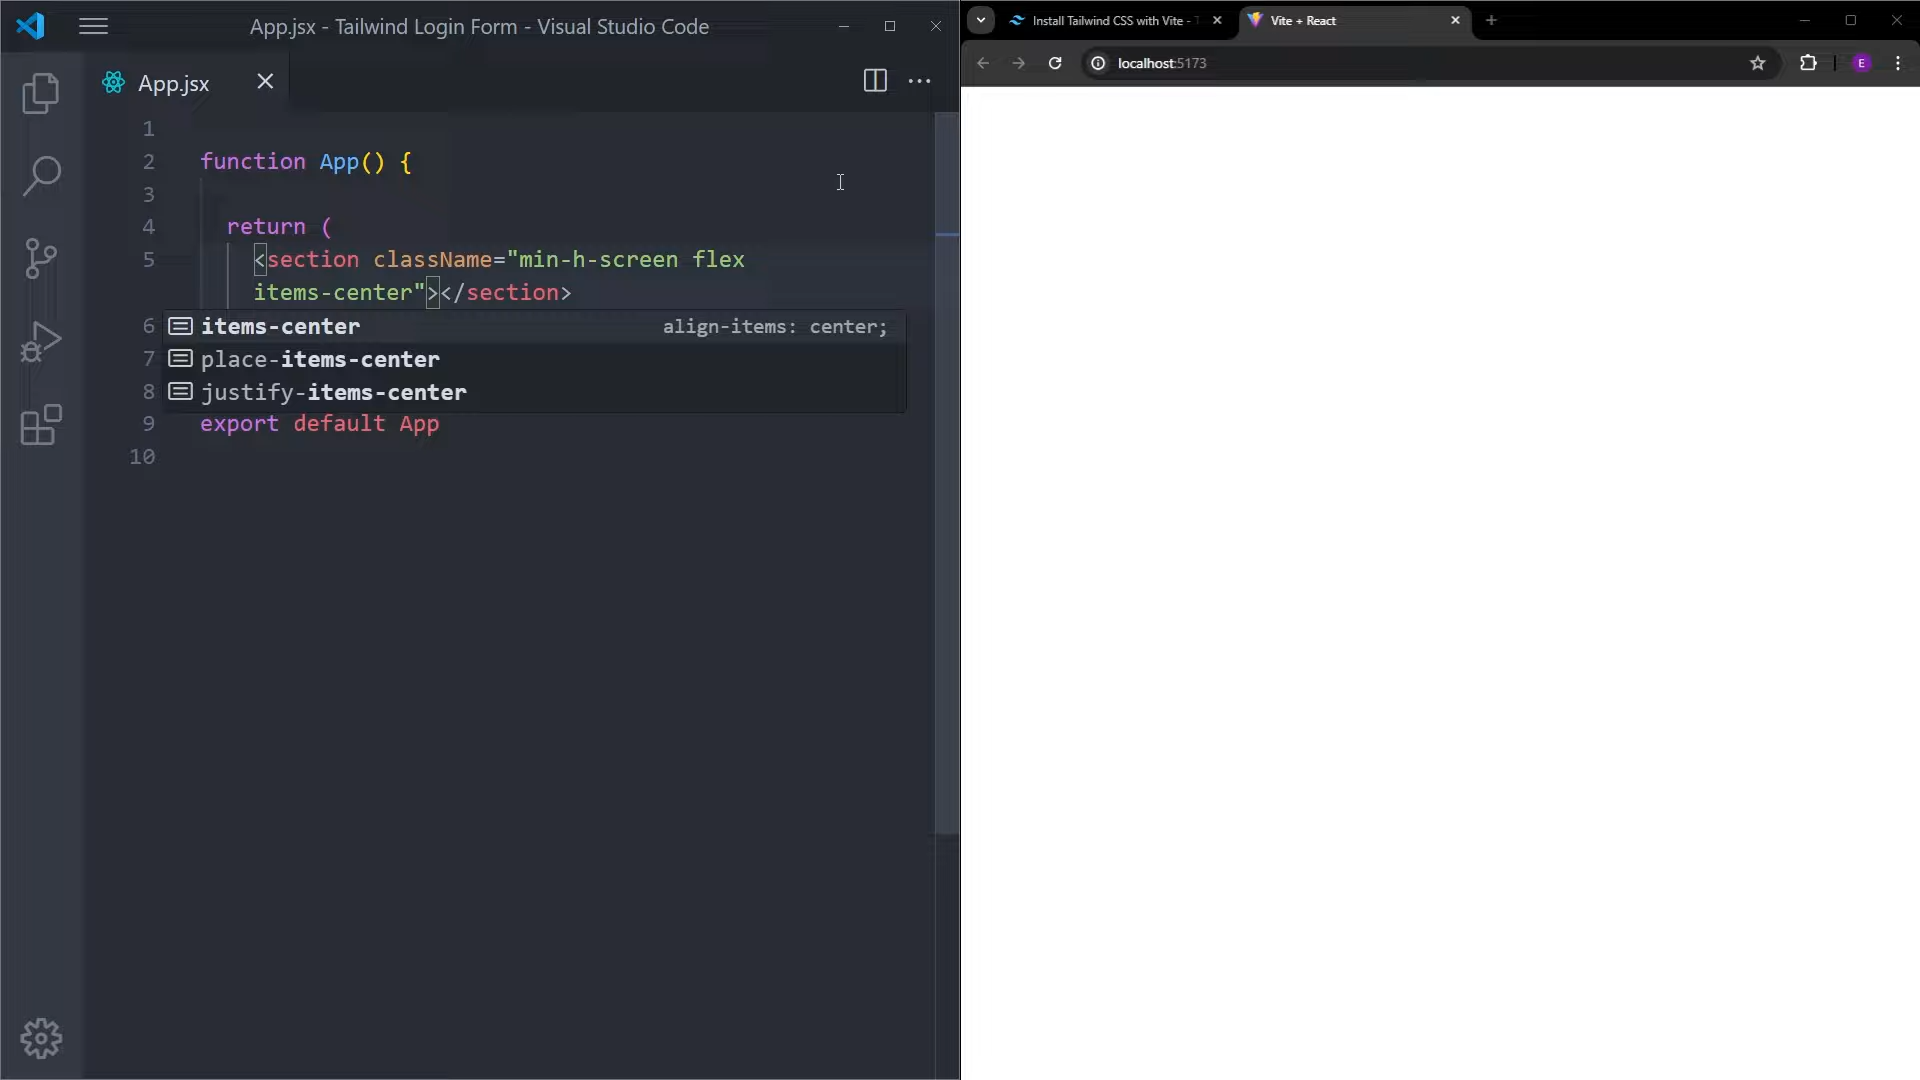 App.jsx - Tailwind Login Form - Visual Studio Code
App.jsx
1
2 function App() {
3
4 return (
5 <section className="min-h-screen flex
items-center"></section>
6 items-center align-items: center;
7 place-items-center
8 justify-items-center
9 export default App
10
Install Tailwind CSS with Vite -
Vite + React
localhost:5173
E